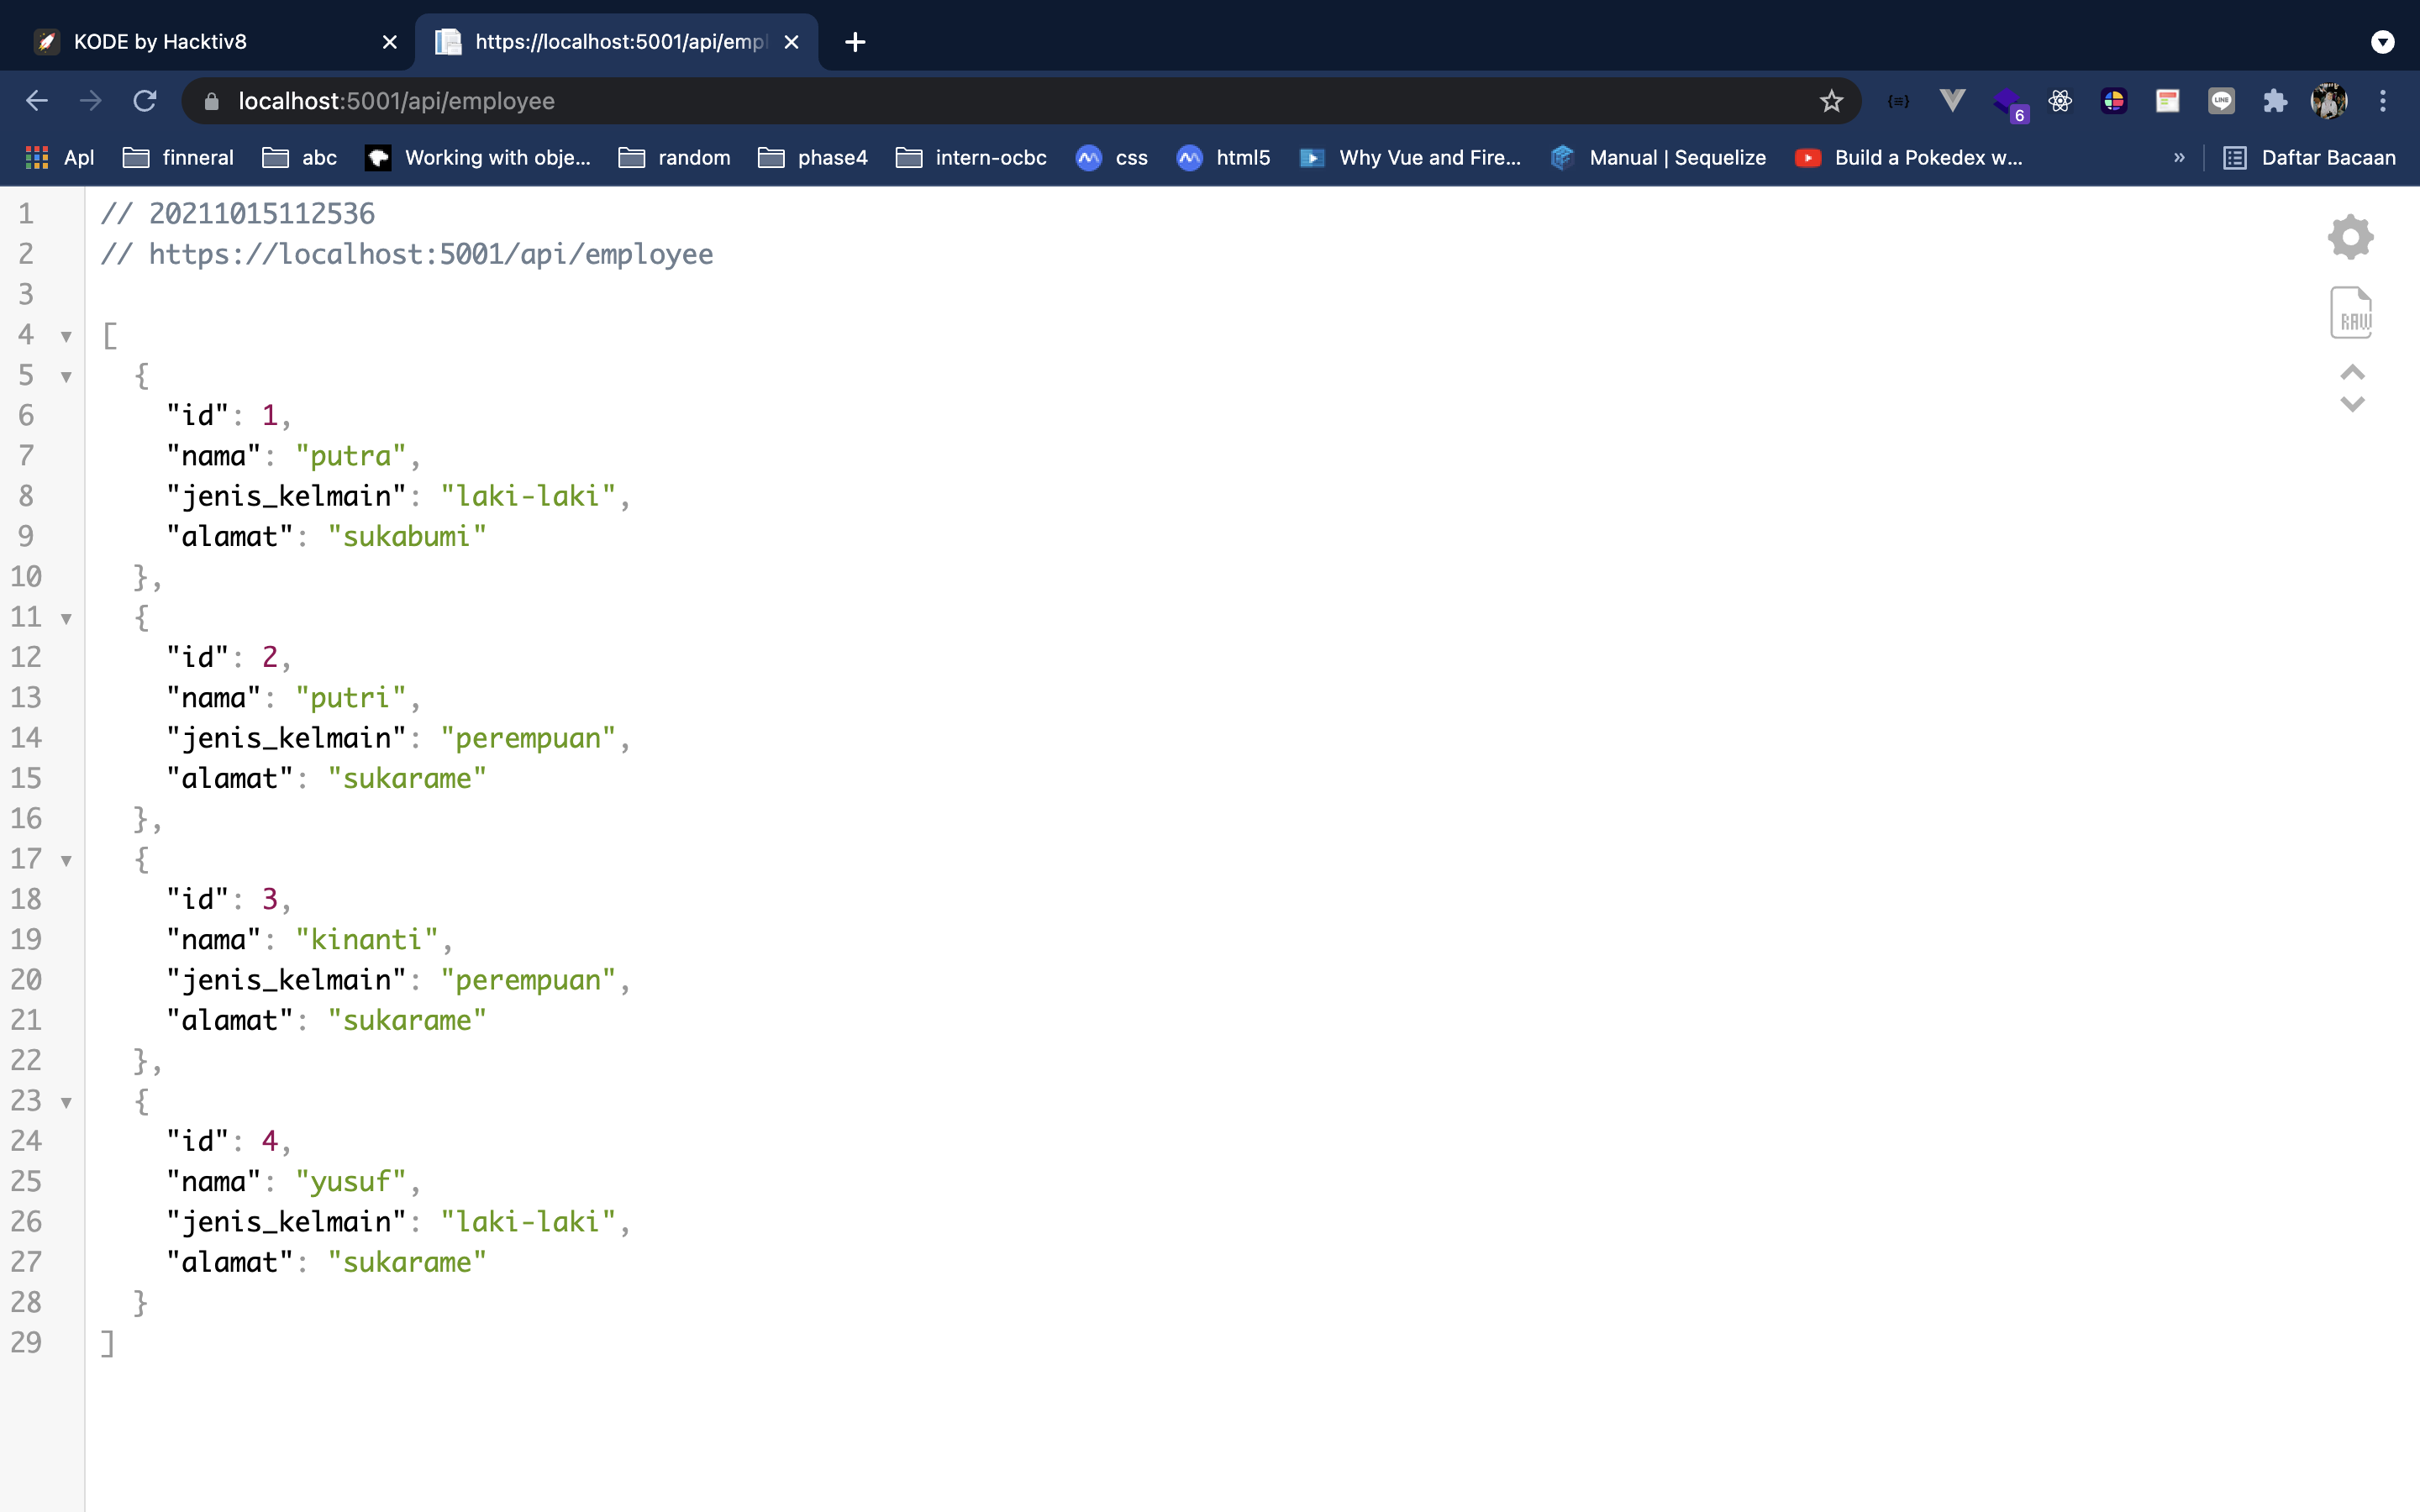 KODE by Hacktiv8
https://localhost:5001/api/empl
localhost:5001/api/employee
6
LINE
Apl finneral abc Working with obje... random phase4 intern-ocbc css html5 Why Vue and Fire... Manual | Sequelize Build a Pokedex w... » Daftar Bacaan
1 // 20211015112536
2 // https://localhost:5001/api/employee
3
4 [
5 {
6 "id": 1,
7 "nama": "putra",
8 "jenis_kelmain": "laki-laki",
9 "alamat": "sukabumi"
10 },
11 {
12 "id": 2,
13 "nama": "putri",
14 "jenis_kelmain": "perempuan",
15 "alamat": "sukarame"
16 },
17 {
18 "id": 3,
19 "nama": "kinanti",
20 "jenis_kelmain": "perempuan",
21 "alamat": "sukarame"
22 },
23 {
24 "id": 4,
25 "nama": "yusuf",
26 "jenis_kelmain": "laki-laki",
27 "alamat": "sukarame"
28 }
29 ]
RAW